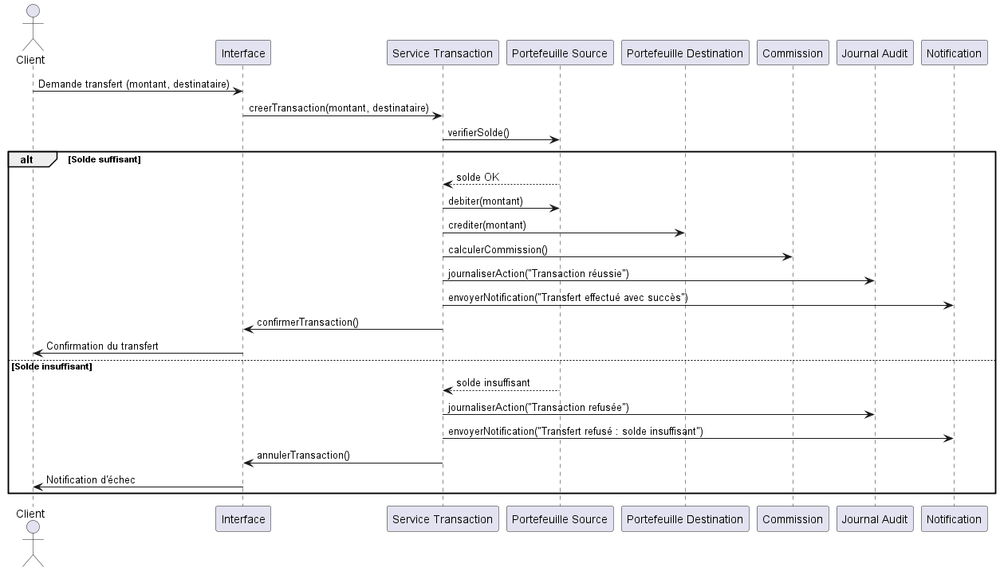 Client
Interface
Service Transaction
Portefeuille Source
Portefeuille Destination
Commission
Journal Audit
Notification
Demande transfert (montant, destinataire)
creerTransaction(montant, destinataire)
verifierSolde()
alt [Solde suffisant]
solde OK
debiter(montant)
crediter(montant)
calculerCommission()
journaliserAction("Transaction réussie")
envoyerNotification("Transfert effectué avec succès")
confirmerTransaction()
Confirmation du transfert
[Solde insuffisant]
solde insuffisant
journaliserAction("Transaction refusée")
envoyerNotification("Transfert refusé : solde insuffisant")
annulerTransaction()
Notification d'échec
Client
Interface
Service Transaction
Portefeuille Source
Portefeuille Destination
Commission
Journal Audit
Notification